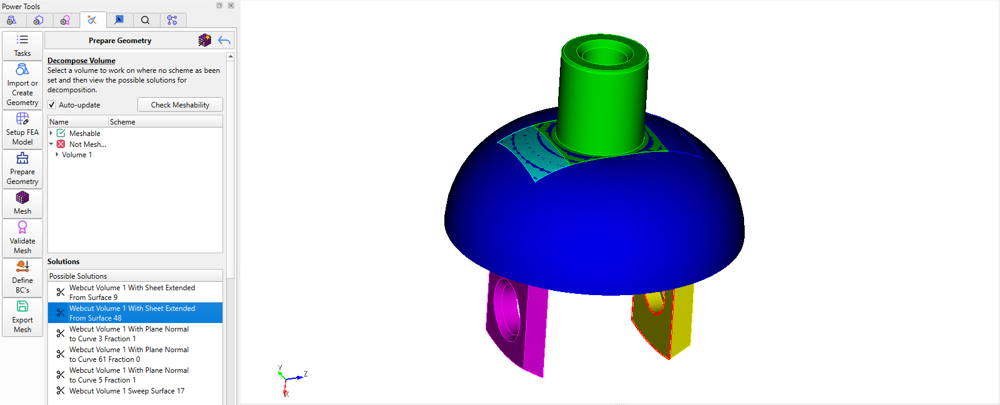 Power Tools
Tasks
Import or
Create
Geometry
Setup FEA
Model
Prepare
Geometry
Mesh
Validate
Mesh
Define
BC's
Export
Mesh
Prepare Geometry
Decompose Volume
Select a volume to work on where no scheme as been
set and then view the possible solutions for
decomposition.
Auto-update
Check Meshability
Name Scheme
Meshable
Not Mesh...
Volume 1
Solutions
Possible Solutions
Webcut Volume 1 With Sheet Extended
From Surface 9
Webcut Volume 1 With Sheet Extended
From Surface 48
Webcut Volume 1 With Plane Normal
to Curve 3 Fraction 1
Webcut Volume 1 With Plane Normal
to Curve 61 Fraction 0
Webcut Volume 1 With Plane Normal
to Curve 5 Fraction 1
Webcut Volume 1 Sweep Surface 17
Y
Z
X